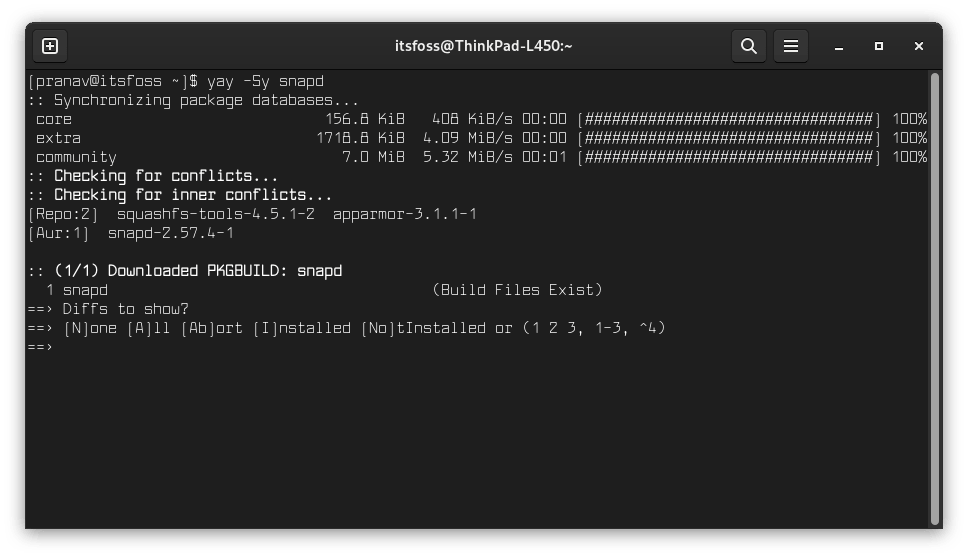 itsfoss@ThinkPad-L450:~
[pranav@itsfoss ~]$ yay -Sy snapd
:: Synchronizing package databases...
core 156.8 KiB 408 KiB/s 00:00 [################################] 100%
extra 1718.8 KiB 4.09 MiB/s 00:00 [################################] 100%
community 7.0 MiB 5.32 MiB/s 00:01 [################################] 100%
:: Checking for conflicts...
:: Checking for inner conflicts...
[Repo:2] squashfs-tools-4.5.1-2 apparmor-3.1.1-1
[Aur:1] snapd-2.57.4-1
:: (1/1) Downloaded PKGBUILD: snapd
1 snapd (Build Files Exist)
==> Diffs to show?
==> [N]one [A]ll [Ab]ort [I]nstalled [No]tInstalled or (1 2 3, 1-3, ^4)
==>